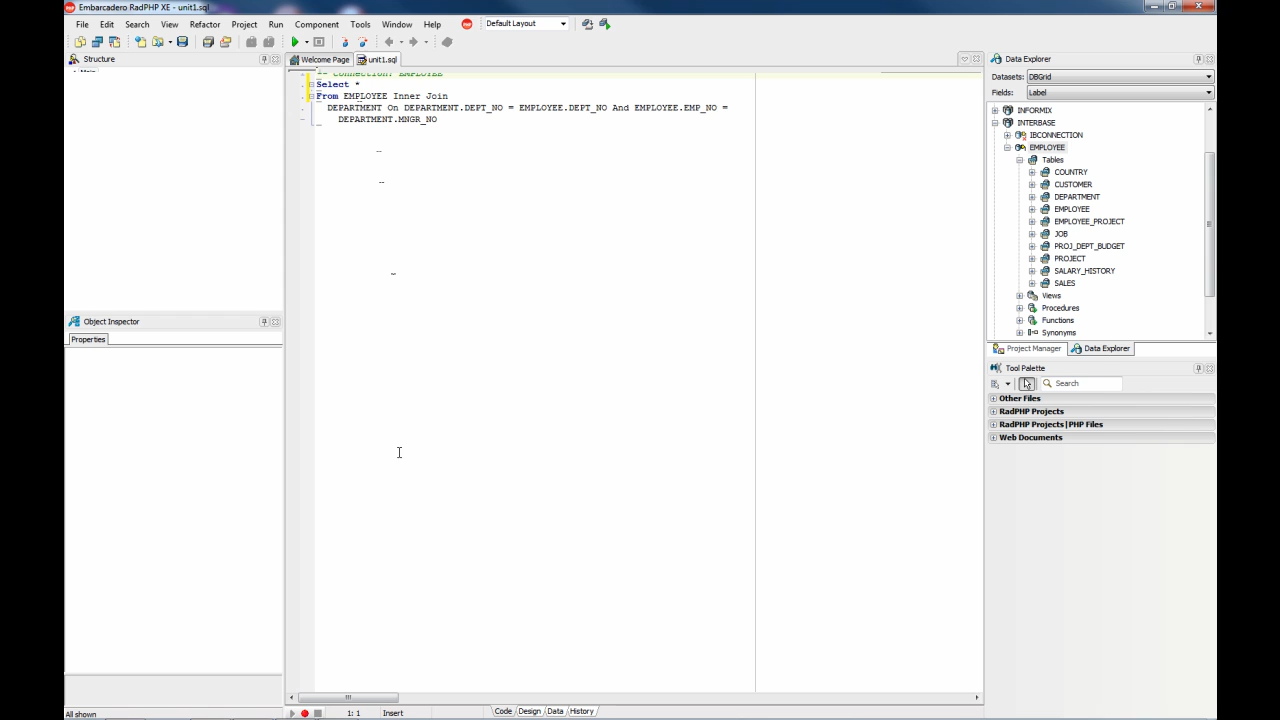 Embarcadero RadPHP XE - unit1.sql
File Edit Search View Refactor Project Run Component Tools Window Help
Default Layout
Structure
Welcome Page
unit1.sql
-- Connection: EMPLOYEE
Select *
From EMPLOYEE Inner Join
DEPARTMENT On DEPARTMENT.DEPT_NO = EMPLOYEE.DEPT_NO And EMPLOYEE.EMP_NO =
DEPARTMENT.MNGR_NO
Object Inspector
Properties
All shown
1: 1 Insert
Code Design Data History
Data Explorer
Datasets: DBGrid
Fields: Label
INFORMIX
INTERBASE
IBCONNECTION
EMPLOYEE
Tables
COUNTRY
CUSTOMER
DEPARTMENT
EMPLOYEE
EMPLOYEE_PROJECT
JOB
PROJ_DEPT_BUDGET
PROJECT
SALARY_HISTORY
SALES
Views
Procedures
Functions
Synonyms
Project Manager
Data Explorer
Tool Palette
Search
Other Files
RadPHP Projects
RadPHP Projects|PHP Files
Web Documents